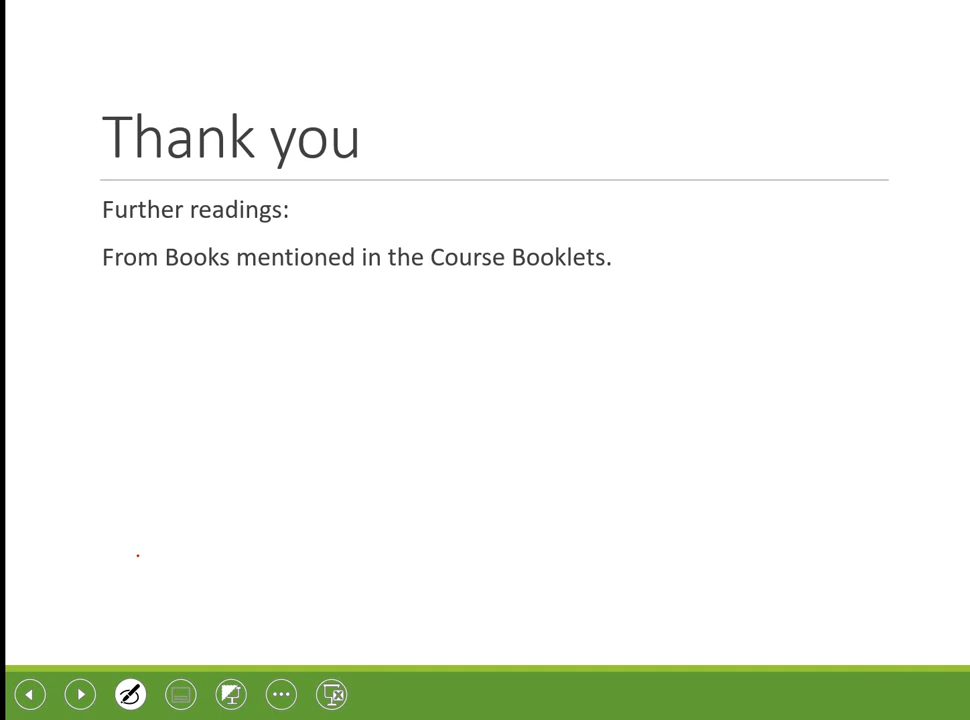 Thank you
Further readings:
From Books mentioned in the Course Booklets.